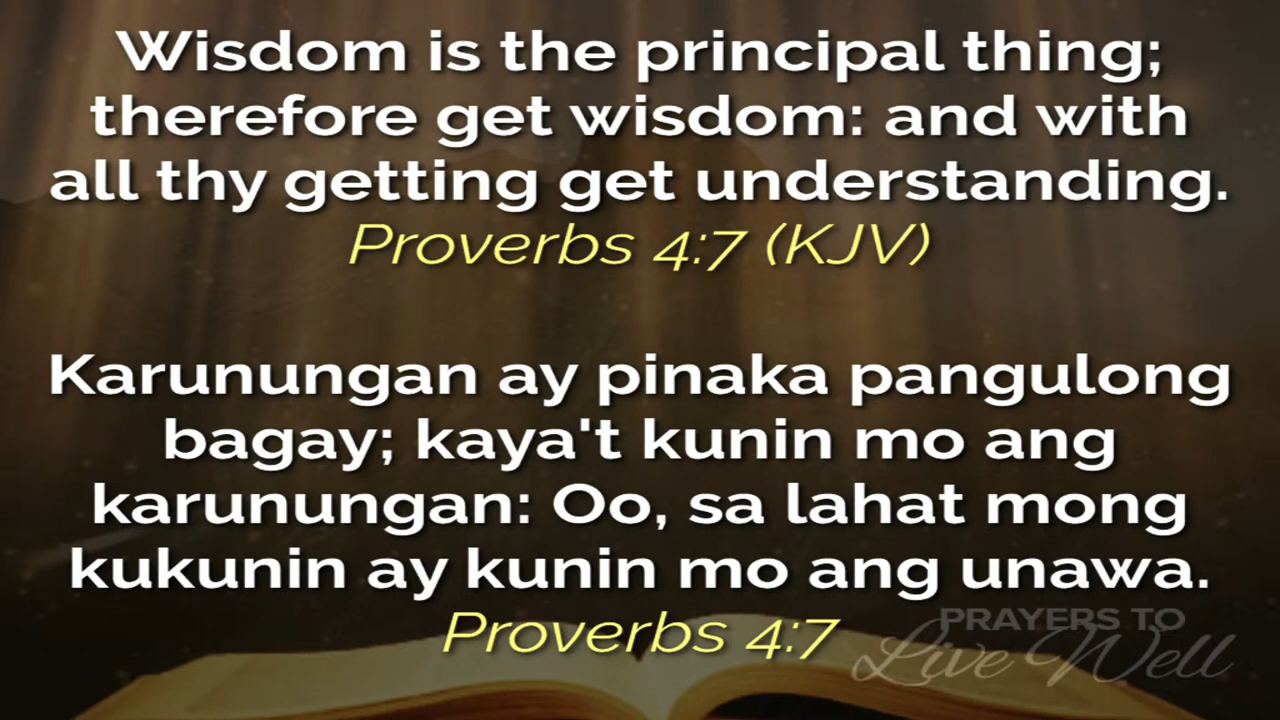 Wisdom is the principal thing;
therefore get wisdom: and with
all thy getting get understanding.
Proverbs 4:7 (KJV)
Karunungan ay pinaka pangulong
bagay; kaya't kunin mo ang
karunungan: Oo, sa lahat mong
kukunin ay kunin mo ang unawa.
Proverbs 4:7
PRAYERS TO
Live Well